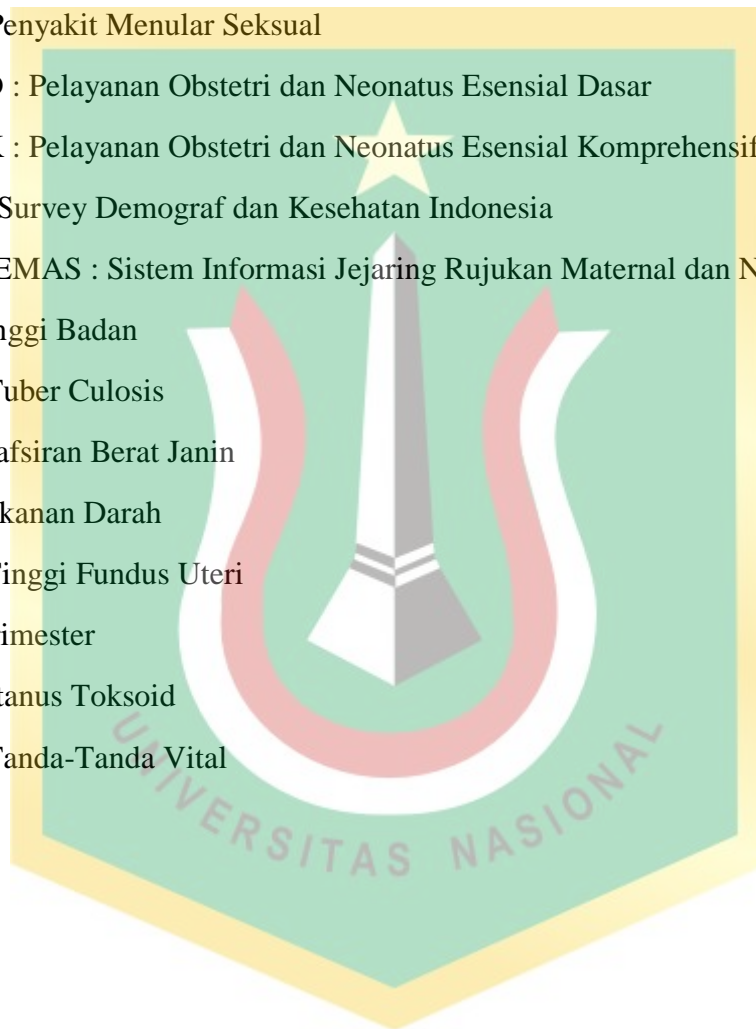 Penyakit Menular Seksual
: Pelayanan Obstetri dan Neonatus Esensial Dasar
: Pelayanan Obstetri dan Neonatus Esensial Komprehensif
Survey Demograf dan Kesehatan Indonesia
EMAS : Sistem Informasi Jejaring Rujukan Maternal dan N
nggi Badan
Tuber Culosis
afsiran Berat Janin
kanan Darah
Tinggi Fundus Uteri
imester
tanus Toksoid
Tanda-Tanda Vital
UNIVERSITAS NASIONAL